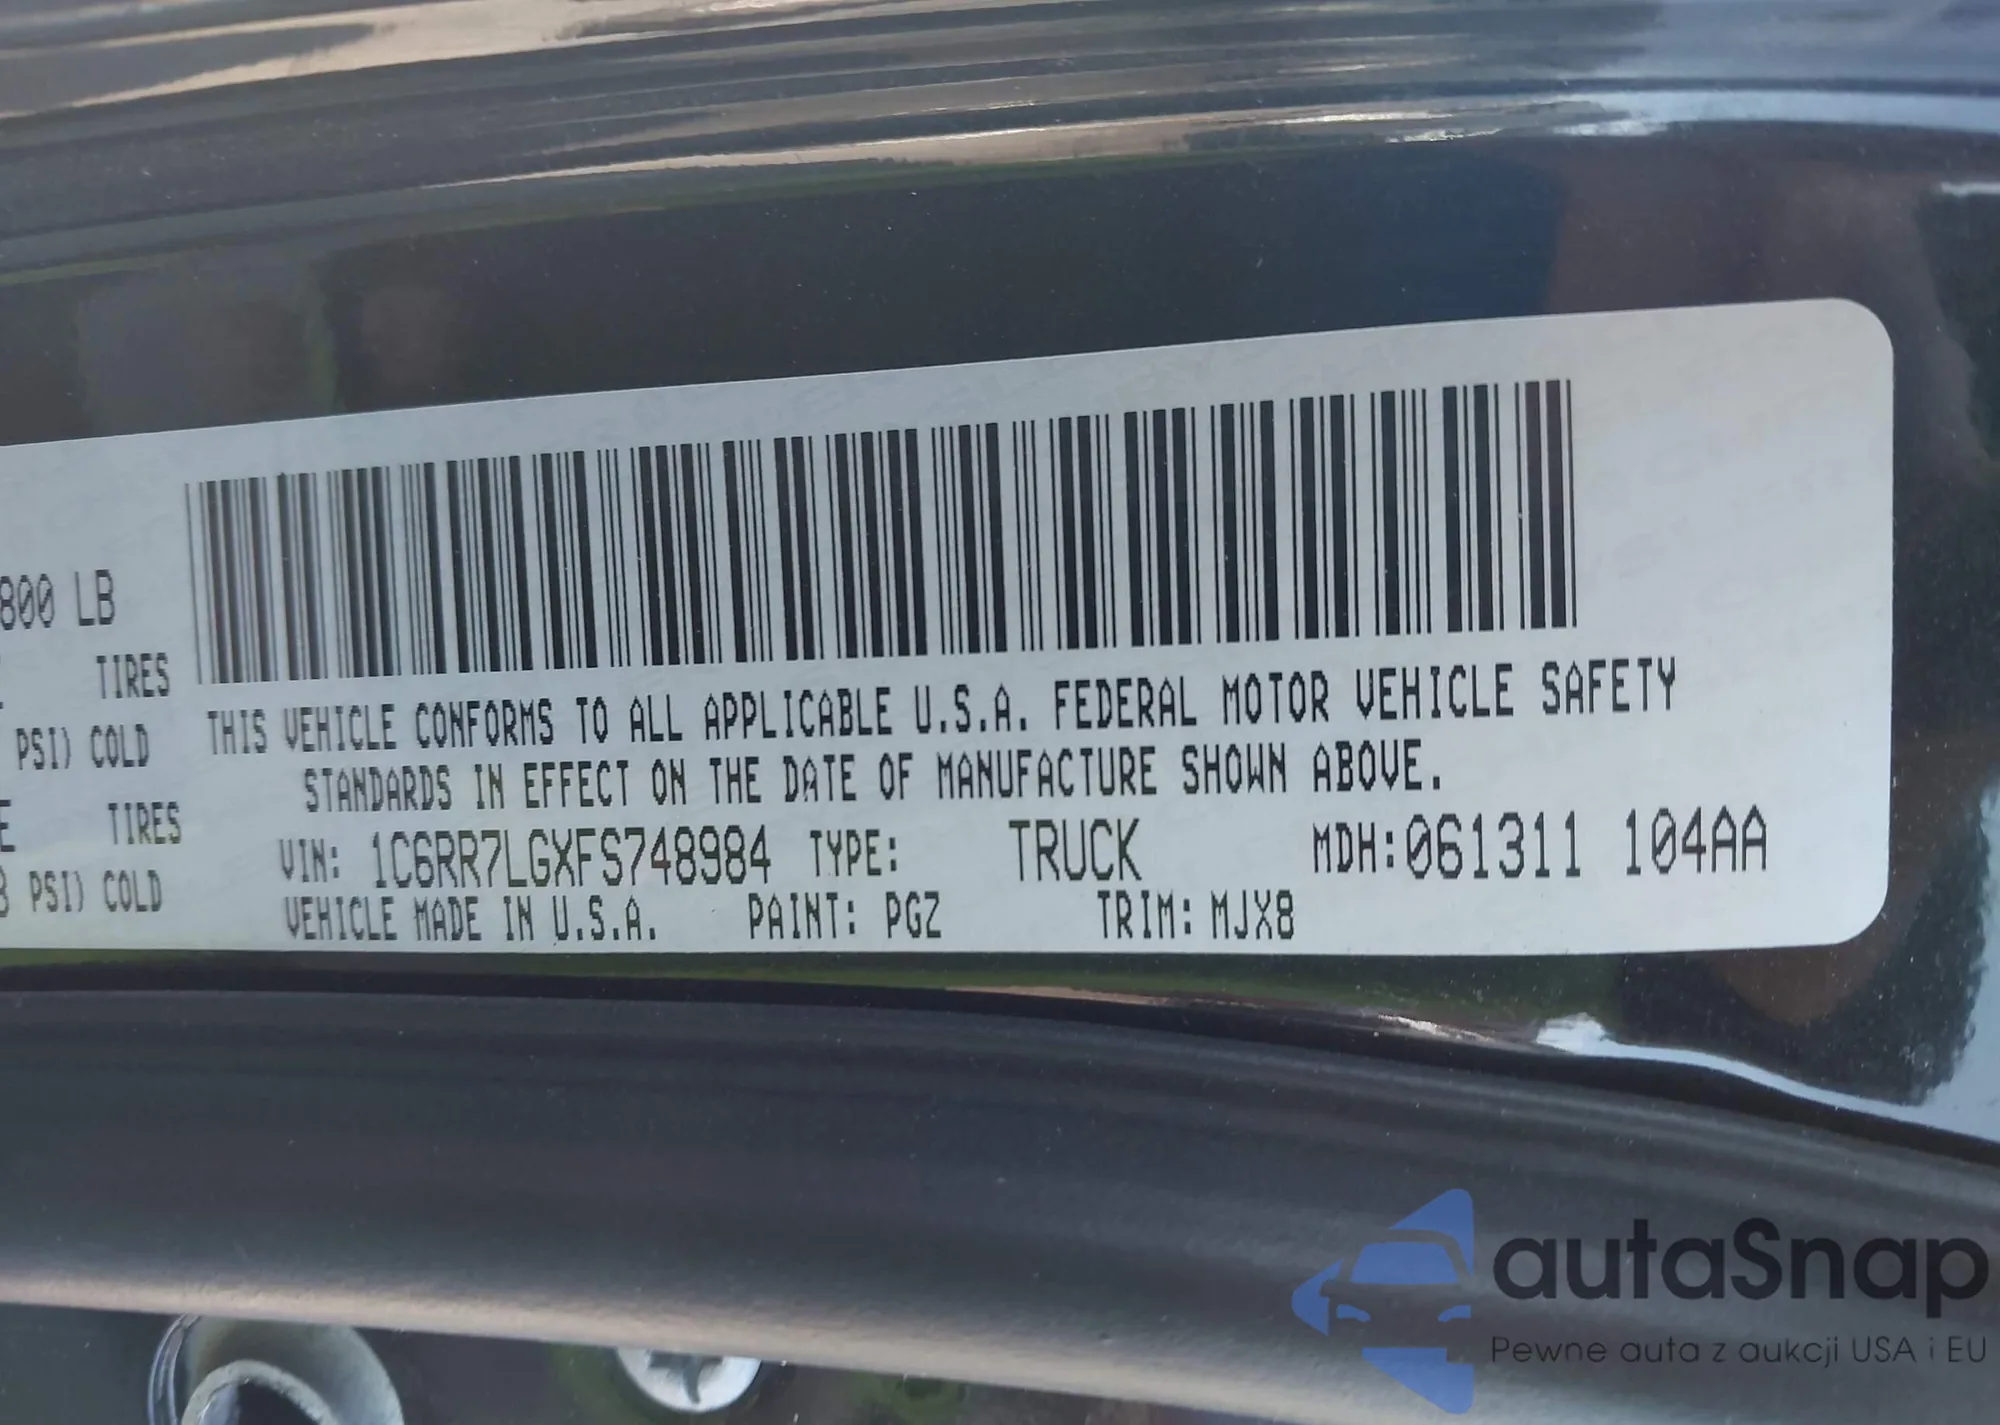 800 LB
TIRES
PSI) COLD
TIRES
PSI) COLD
THIS VEHICLE CONFORMS TO ALL APPLICABLE U.S.A. FEDERAL MOTOR VEHICLE SAFETY
STANDARDS IN EFFECT ON THE DATE OF MANUFACTURE SHOWN ABOVE.
VIN: 1C6RR7LGXFS748984 TYPE: TRUCK MDH:061311 104AA
VEHICLE MADE IN U.S.A. PAINT: PGZ TRIM: MJX8
autaSnap
Pewne auta z aukcji USA i EU